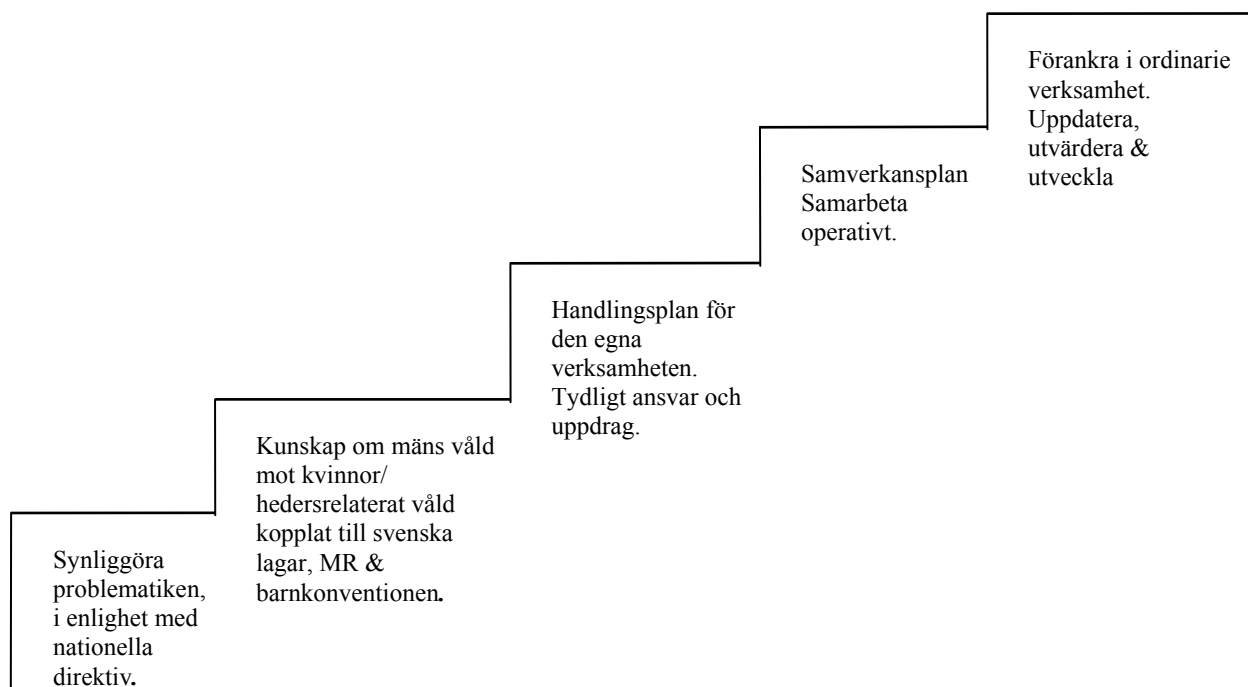 Synliggöra
problematiken,
i enlighet med
nationella
direktiv.
Kunskap om mäns våld
mot kvinnor/
hedersrelaterat våld
kopplat till svenska
lagar, MR &
barnkonventionen.
Handlingsplan för
den egna
verksamheten.
Tydligt ansvar och
uppdrag.
Samverkansplan
Samarbeta
operativt.
Förankra i ordinarie
verksamhet.
Uppdatera,
utvärdera &
utveckla